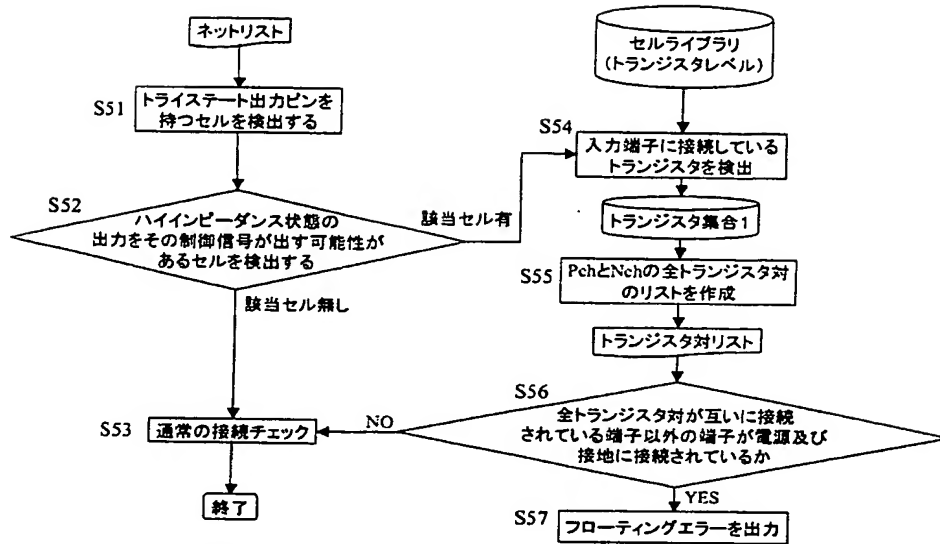 ネットリスト
S51
トライステート出力ピンを
持つセルを検出する
S52
ハイインピーダンス状態の
出力をその制御信号が出す可能性が
あるセルを検出する
該当セル有
該当セル無し
S53
通常の接続チェック
終了
セルライブラリ
(トランジスタレベル)
S54
入力端子に接続している
トランジスタを検出
トランジスタ集合1
S55
PchとNchの全トランジスタ対
のリストを作成
トランジスタ対リスト
S56
全トランジスタ対が互いに接続
されている端子以外の端子が電源及び
接地に接続されているか
NO
YES
S57
フローティングエラーを出力